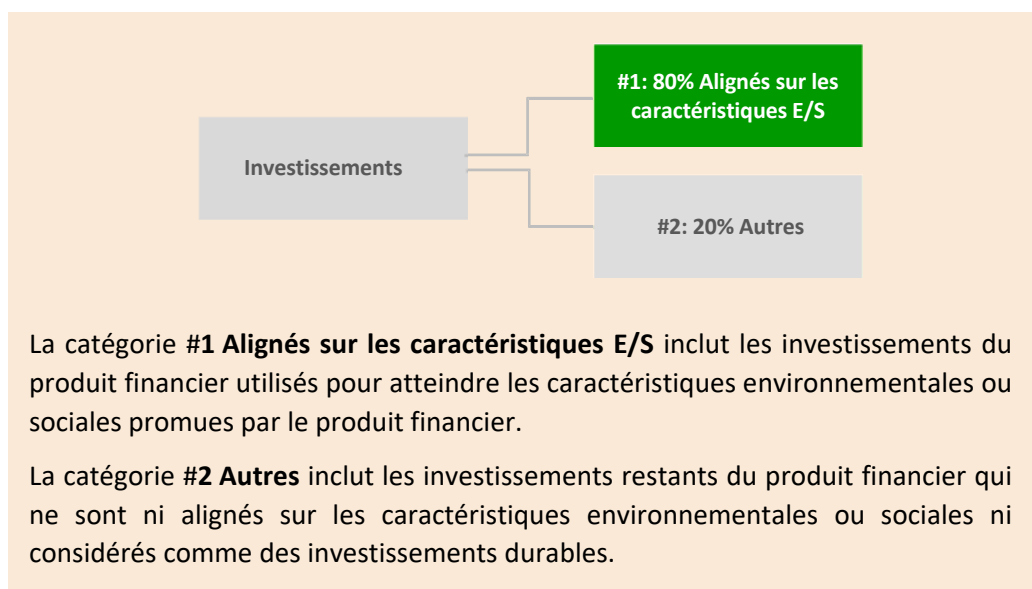 #1: 80% Alignés sur les
caractéristiques E/S
Investissements
#2: 20% Autres
La catégorie #1 Alignés sur les caractéristiques E/S inclut les investissements du
produit financier utilisés pour atteindre les caractéristiques environnementales ou
sociales promues par le produit financier.
La catégorie #2 Autres inclut les investissements restants du produit financier qui
ne sont ni alignés sur les caractéristiques environnementales ou sociales ni
considérés comme des investissements durables.